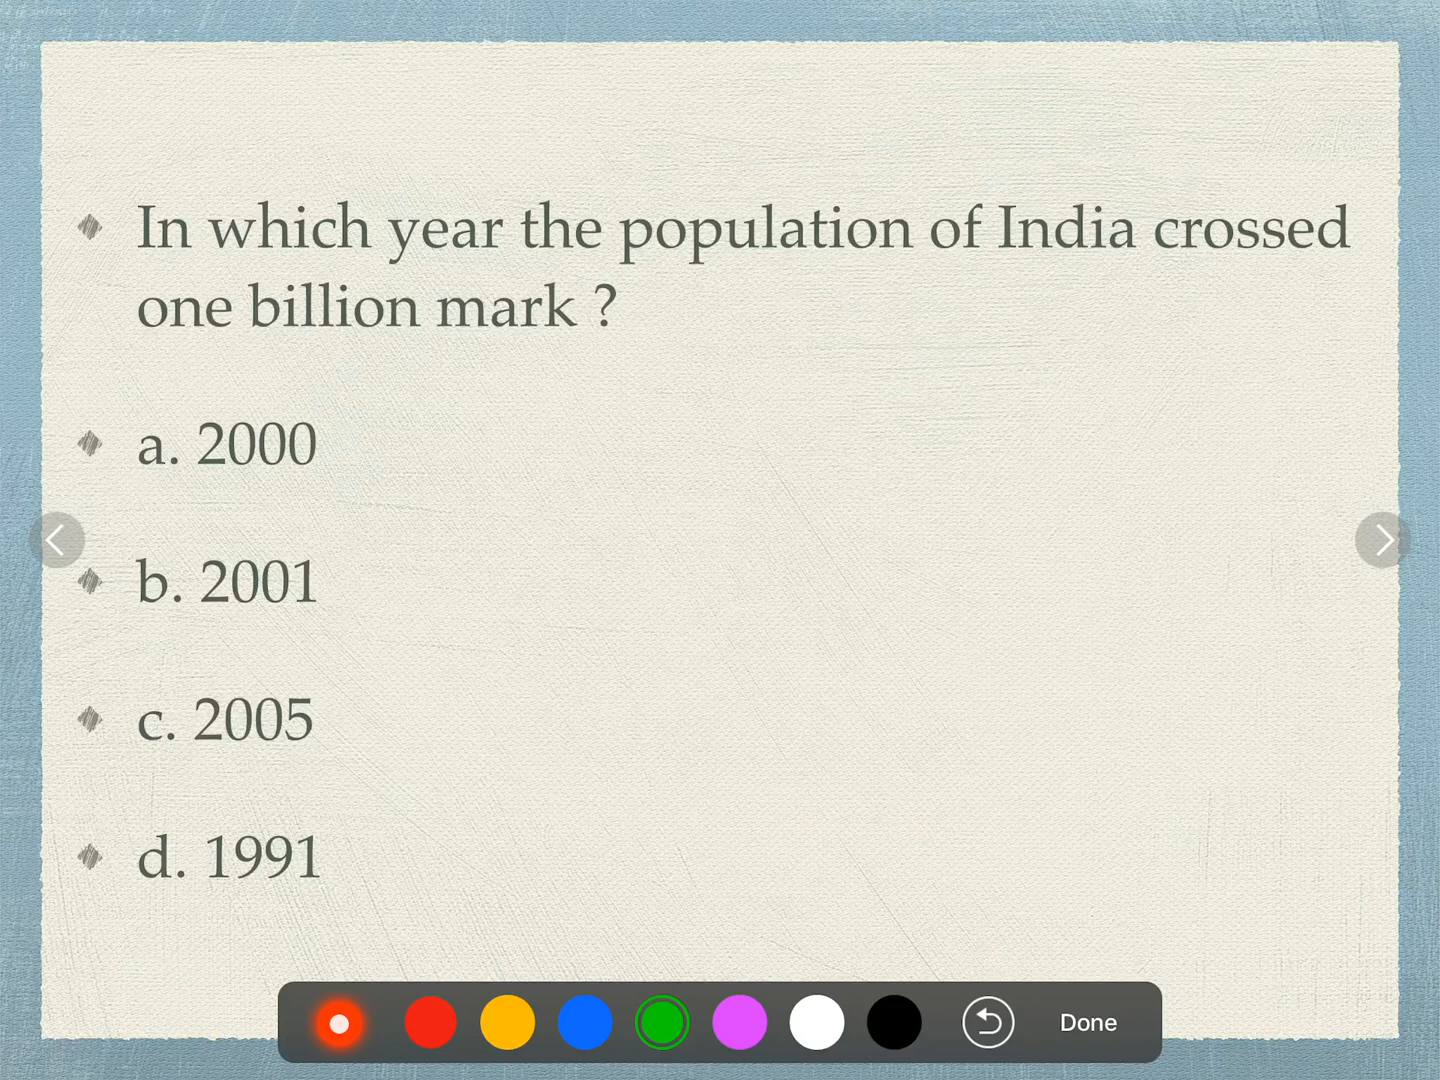 In which year the population of India crossed
one billion mark ?
a. 2000
b. 2001
c. 2005
d. 1991
Done